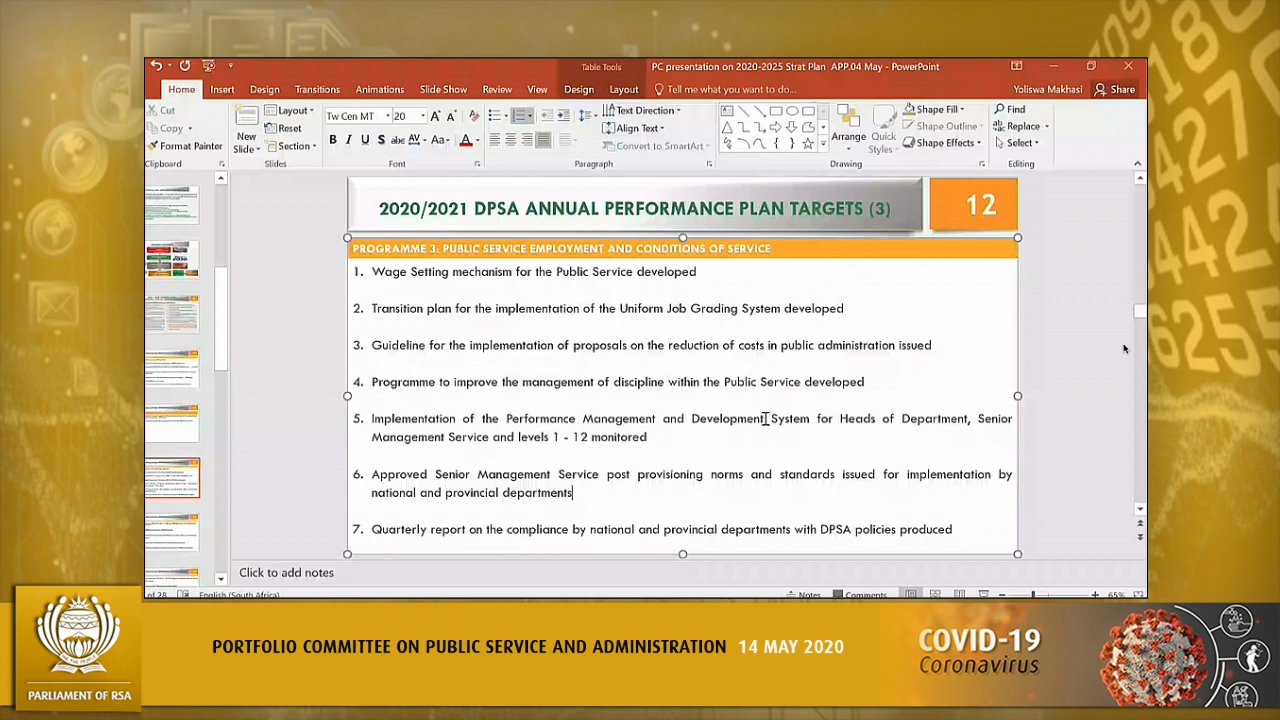 Table Tools
PC presentation on 2020-2025 Strat Plan APP.04 May - PowerPoint
Home Insert Design Transitions Animations Slide Show Review View Design Layout Tell me what you want to do... Yoliswa Makhasi Share
Cut
Copy
Format Painter
Clipboard
New
Slide
Layout
Reset
Section
Slides
Tw Cen MT 20
B I U S abc AV Aa A
Font
Text Direction
Align Text
Convert to SmartArt
Paragraph
Arrange
Quick
Styles
Shape Fill
Shape Outline
Shape Effects
Drawing
Find
Replace
Select
Editing
2020/2021 DPSA ANNUAL PERFORMANCE PLAN TARGETS
12
PROGRAMME 3: PUBLIC SERVICE EMPLOYMENT AND CONDITIONS OF SERVICE
1. Wage Setting mechanism for the Public Service developed
2. Transition plan for the implementation of the Uniform Job Grading System developed
3. Guideline for the implementation of proposals on the reduction of costs in public administration issued
4. Programme to improve the management of discipline within the Public Service developed
5. Implementation of the Performance Management and Development System for Heads of Department, Senior
Management Service and levels 1 - 12 monitored
Approved Senior Management Services provisioning norms and standards issued for implementation by
national and provincial departments
7. Quarterly report on the compliance by national and provincial departments with DPSA policies produced
Click to add notes
of 28 English (South Africa) Notes Comments 65%
PORTFOLIO COMMITTEE ON PUBLIC SERVICE AND ADMINISTRATION 14 MAY 2020
COVID-19
Coronavirus
PARLIAMENT OF RSA